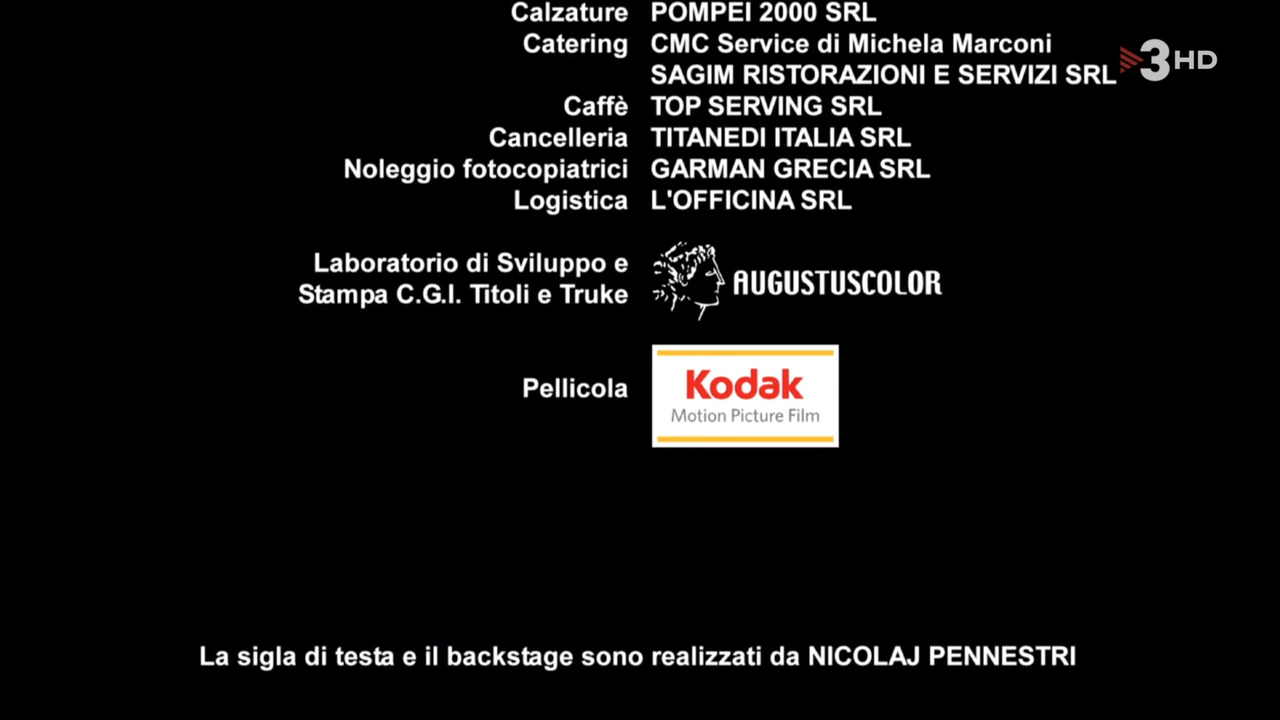 Calzature POMPEI 2000 SRL
Catering CMC Service di Michela Marconi
SAGIM RISTORAZIONI E SERVIZI SRL
3HD
Caffè TOP SERVING SRL
Cancelleria TITANEDI ITALIA SRL
Noleggio fotocopiatrici GARMAN GRECIA SRL
Logistica L'OFFICINA SRL
Laboratorio di Sviluppo e
Stampa C.G.I. Titoli e Truke
AUGUSTUSCOLOR
Pellicola
Kodak
Motion Picture Film
La sigla di testa e il backstage sono realizzati da NICOLAJ PENNESTRI